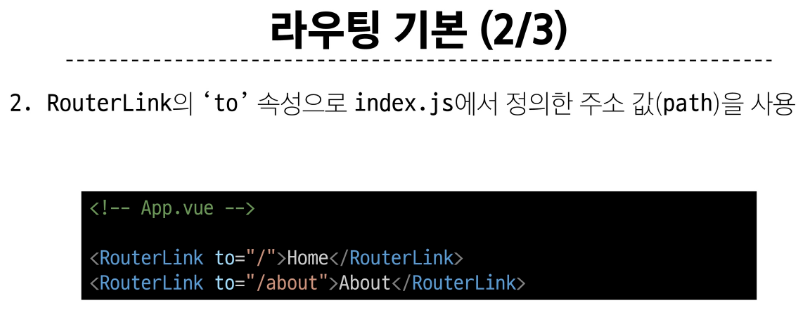 라우팅 기본 (2/3)
2. RouterLink의 ‘to’ 속성으로 index.js에서 정의한 주소 값(path)을 사용
<!-- App.vue -->
<RouterLink to="/">Home</RouterLink>
<RouterLink to="/about">About</RouterLink>